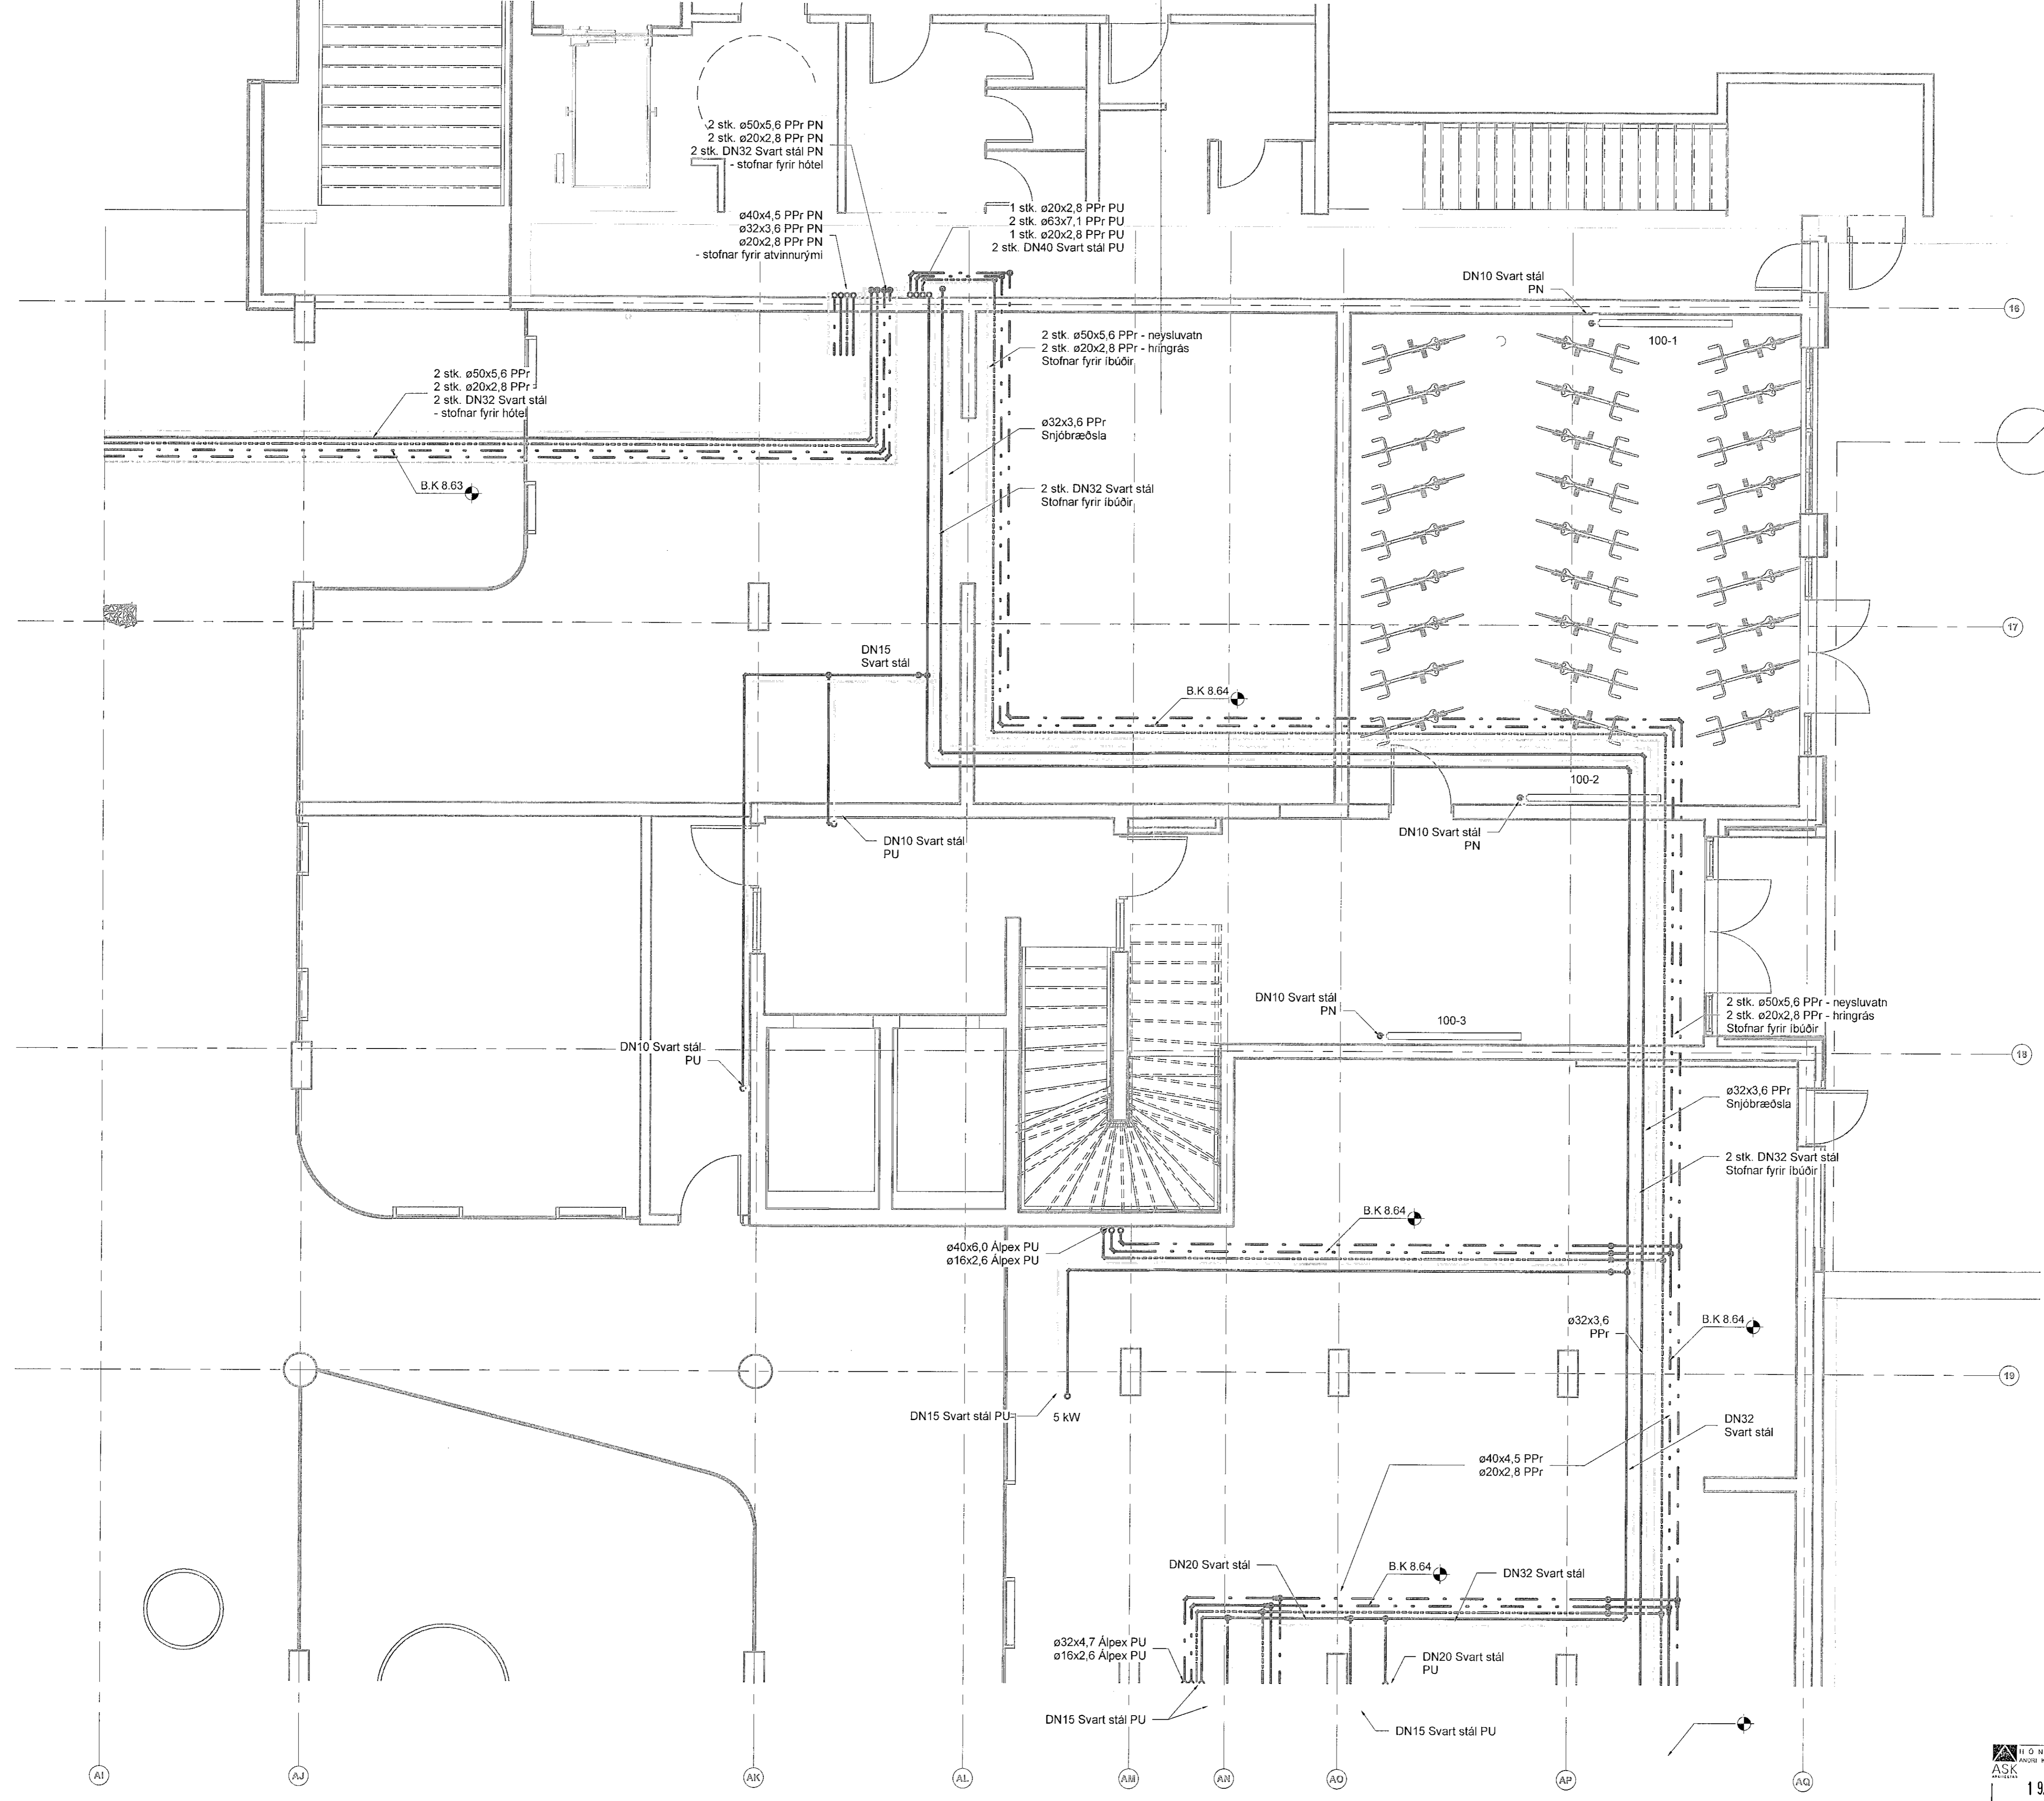 2 stk. ø50x5,6 PPr PN
2 stk. ø20x2,8 PPr PN
2 stk. DN32 Svart stál PN
- stofnar fyrir hótel
ø40x4,5 PPr PN
ø32x3,6 PPr PN
ø20x2,8 PPr PN
- stofnar fyrir atvinnurými
1 stk. ø20x2,8 PPr PU
2 stk. ø63x7,1 PPr PU
1 stk. ø20x2,8 PPr PU
2 stk. DN40 Svart stál PU
DN10 Svart stál
PN
100-1
16
2 stk. ø50x5,6 PPr - neysluvatn
2 stk. ø20x2,8 PPr - hringrás
Stofnar fyrir íbúðir
2 stk. ø50x5,6 PPr
2 stk. ø20x2,8 PPr
2 stk. DN32 Svart stál
- stofnar fyrir hótel
ø32x3,6 PPr
Snjóbræðsla
B.K 8.63
2 stk. DN32 Svart stál
Stofnar fyrir íbúðir
17
DN15
Svart stál
B.K 8.64
100-2
DN10 Svart stál
PU
DN10 Svart stál
PN
DN10 Svart stál
PN
100-3
2 stk. ø50x5,6 PPr - neysluvatn
2 stk. ø20x2,8 PPr - hringrás
Stofnar fyrir íbúðir
DN10 Svart stál
PU
18
ø32x3,6 PPr
Snjóbræðsla
2 stk. DN32 Svart stál
Stofnar fyrir íbúðir
B.K 8.64
ø40x6,0 Álpex PU
ø16x2,6 Álpex PU
ø32x3,6
PPr
B.K 8.64
19
DN15 Svart stál PU
5 kW
DN32
Svart stál
ø40x4,5 PPr
ø20x2,8 PPr
DN20 Svart stál
B.K 8.64
DN32 Svart stál
ø32x4,7 Álpex PU
ø16x2,6 Álpex PU
DN20 Svart stál
PU
DN15 Svart stál PU
DN15 Svart stál PU
AI
AJ
AK
AL
AM
AN
AO
AP
AQ
HÖN
ANDRI
ASK
ARKITEKTAR
19